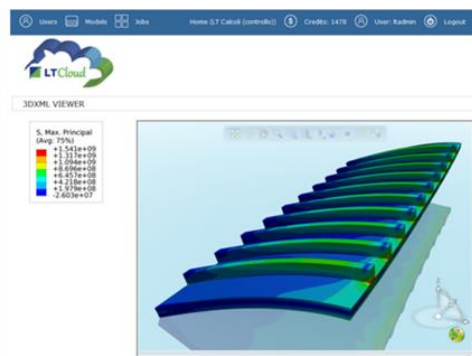 Users Models Jobs Home (LT Calcoli (controllo)) $ Credits: 1478 User: Radmin Logout
LTCloud
3DXML VIEWER
S, Max. Principal
(Avg: 75%)
+1.541e+09
+1.317e+09
+1.094e+09
+8.696e+08
+6.457e+08
+4.218e+08
+1.979e+08
-2.603e+07